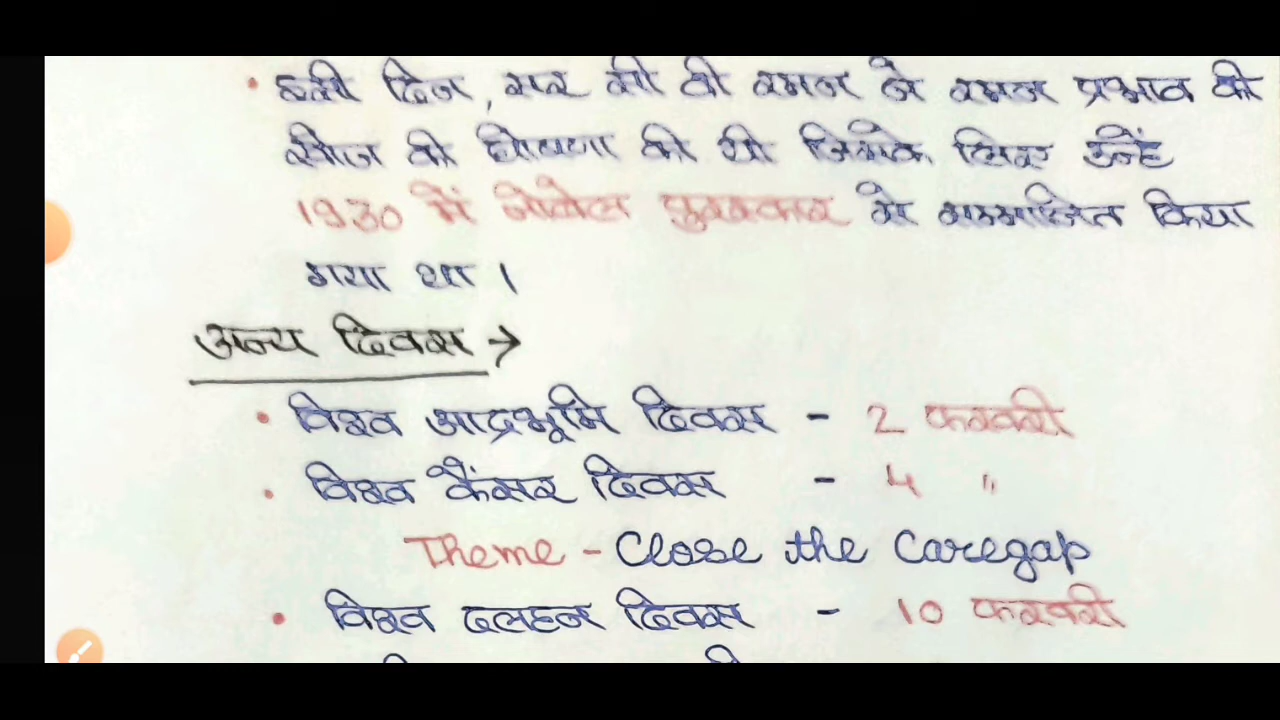 • इसी दिन, सर सी वी रमन ने रमन प्रभाव की
खोज की घोषणा की थी जिसके लिए उन्हें
1930 में नोबेल पुरस्कार से सम्मानित किया
गया था ।
अन्य दिवस →
• विश्व आद्रभूमि दिवस - 2 फरवरी
• विश्व कैंसर दिवस - 4 "
Theme - Close the Caregap
• विश्व दलहन दिवस - 10 फरवरी